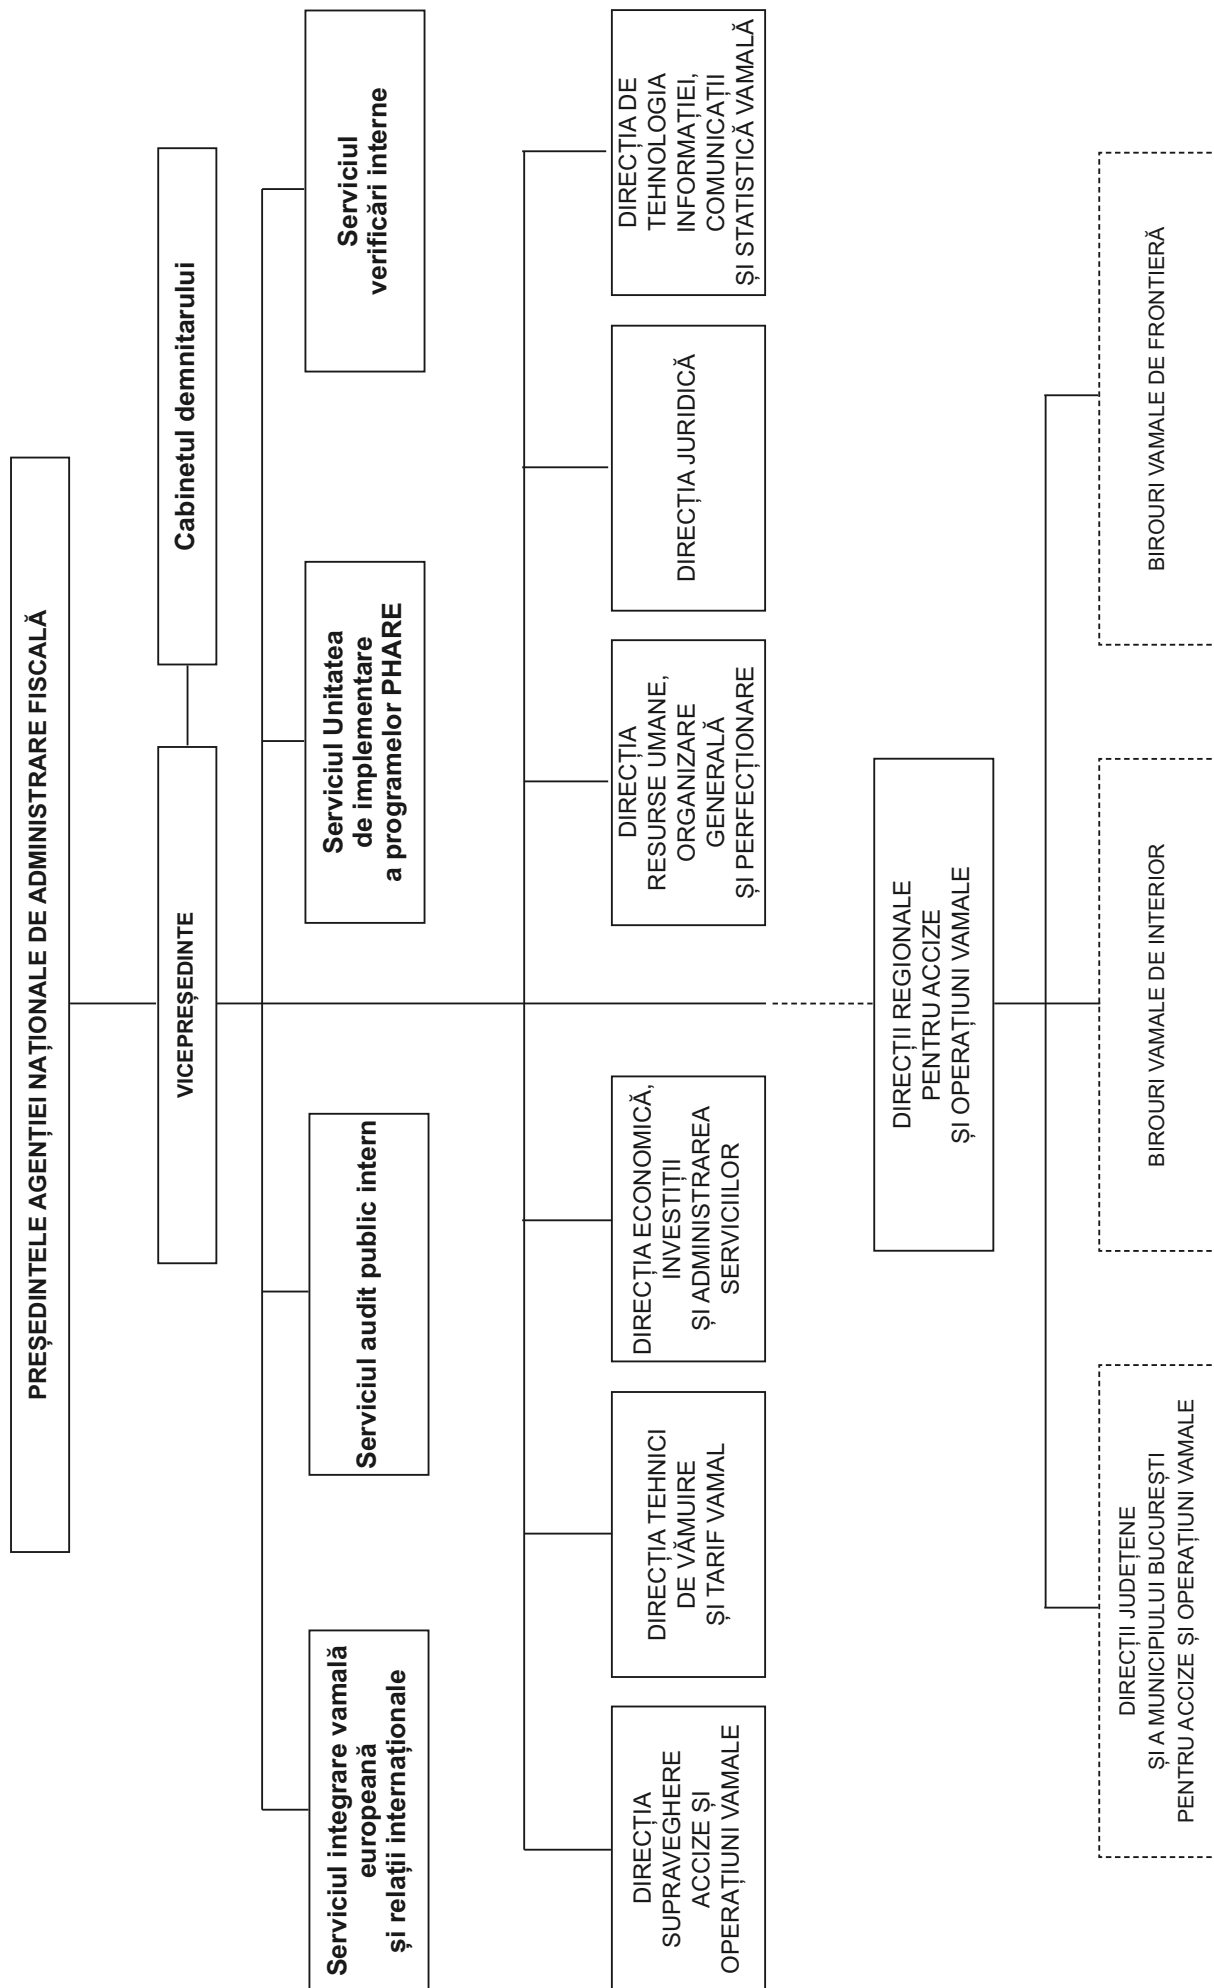 PREȘEDINTELE AGENȚIEI NAȚIONALE DE ADMINISTRARE FISCALĂ
VICEPREȘEDINTE
Cabinetul demnitarului
Serviciul integrare vamală
europeană
și relații internaționale
Serviciul audit public intern
Serviciul Unitatea
de implementare
a programelor PHARE
Serviciul
verificări interne
DIRECȚIA
SUPRAVEGHERE
ACCIZE ȘI
OPERAȚIUNI VAMALE
DIRECȚIA TEHNICI
DE VĂMUIRE
ȘI TARIF VAMAL
DIRECȚIA ECONOMICĂ,
INVESTIȚII
ȘI ADMINISTRAREA
SERVICIILOR
DIRECȚIA
RESURSE UMANE,
ORGANIZARE
GENERALĂ
ȘI PERFECȚIONARE
DIRECȚIA JURIDICĂ
DIRECȚIA DE
TEHNOLOGIA
INFORMAȚIEI,
COMUNICAȚII
ȘI STATISTICĂ VAMALĂ
DIRECȚII REGIONALE
PENTRU ACCIZE
ȘI OPERAȚIUNI VAMALE
DIRECȚII JUDEȚENE
ȘI A MUNICIPIULUI BUCUREȘTI
PENTRU ACCIZE ȘI OPERAȚIUNI VAMALE
BIROURI VAMALE DE INTERIOR
BIROURI VAMALE DE FRONTIERĂ